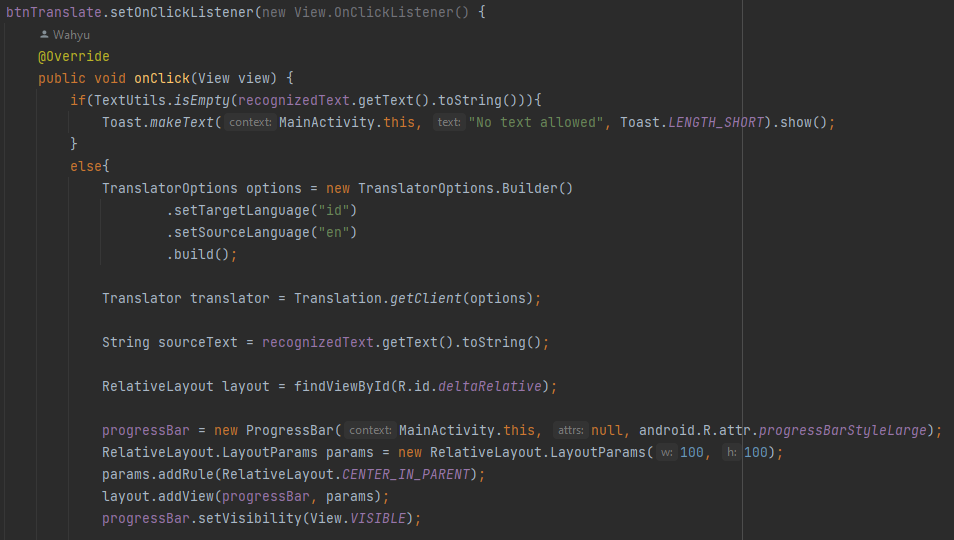 btnTranslate.setOnClickListener(new View.OnClickListener() {
Wahyu
@Override
public void onClick(View view) {
if(TextUtils.isEmpty(recognizedText.getText().toString())){
Toast.makeText( context: MainActivity.this, text: "No text allowed", Toast.LENGTH_SHORT).show();
}
else{
TranslatorOptions options = new TranslatorOptions.Builder()
.setTargetLanguage("id")
.setSourceLanguage("en")
.build();
Translator translator = Translation.getClient(options);
String sourceText = recognizedText.getText().toString();
RelativeLayout layout = findViewById(R.id.deltaRelative);
progressBar = new ProgressBar( context: MainActivity.this, attrs: null, android.R.attr.progressBarStyleLarge);
RelativeLayout.LayoutParams params = new RelativeLayout.LayoutParams( w: 100, h: 100);
params.addRule(RelativeLayout.CENTER_IN_PARENT);
layout.addView(progressBar, params);
progressBar.setVisibility(View.VISIBLE);